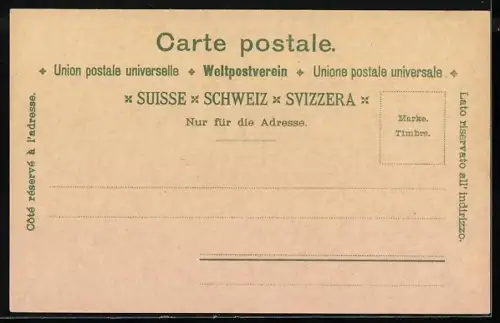 Carte postale.
Union postale universelle ✦ Weltpostverein ✦ Unione postale universale
SUISSE × SCHWEIZ × SVIZZERA
Nur für die Adresse.
Marke.
Timbre.
Côté réservé à l'adresse.
Lato riservato all' indirizzo.